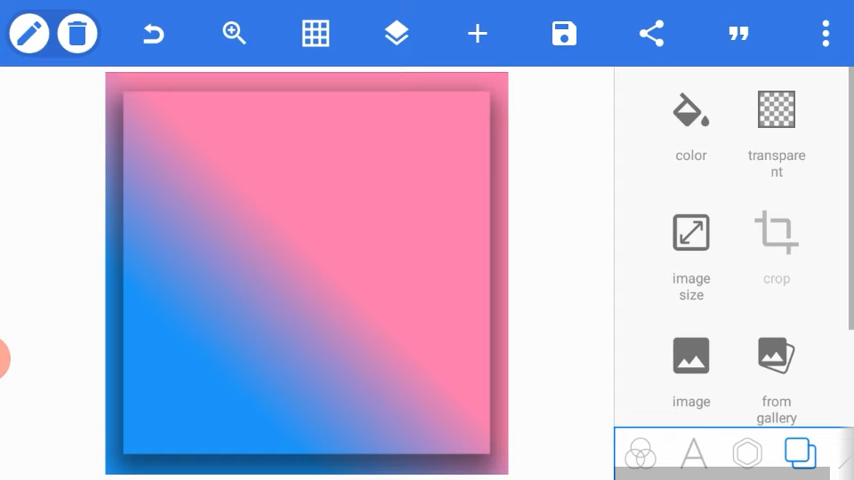 color
transpare
nt
image
size
crop
image
from
gallery